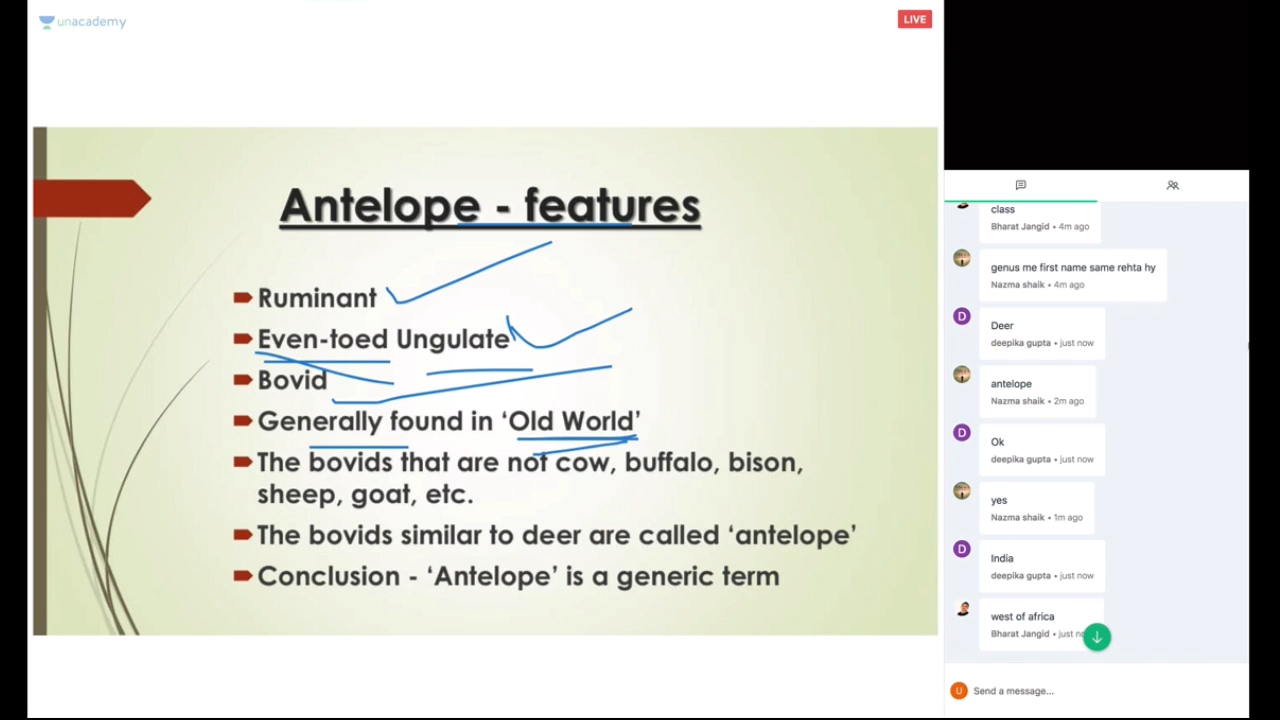 unacademy
LIVE
Antelope - features
Ruminant
Even-toed Ungulate
Bovid
Generally found in ‘Old World’
The bovids that are not cow, buffalo, bison,
sheep, goat, etc.
The bovids similar to deer are called ‘antelope’
Conclusion - ‘Antelope’ is a generic term
class
Bharat Jangid • 4m ago
genus me first name same rehta hy
Nazma shaik • 4m ago
D
Deer
deepika gupta • just now
antelope
Nazma shaik • 2m ago
D
Ok
deepika gupta • just now
yes
Nazma shaik • 1m ago
D
India
deepika gupta • just now
west of africa
Bharat Jangid • just
U
Send a message...